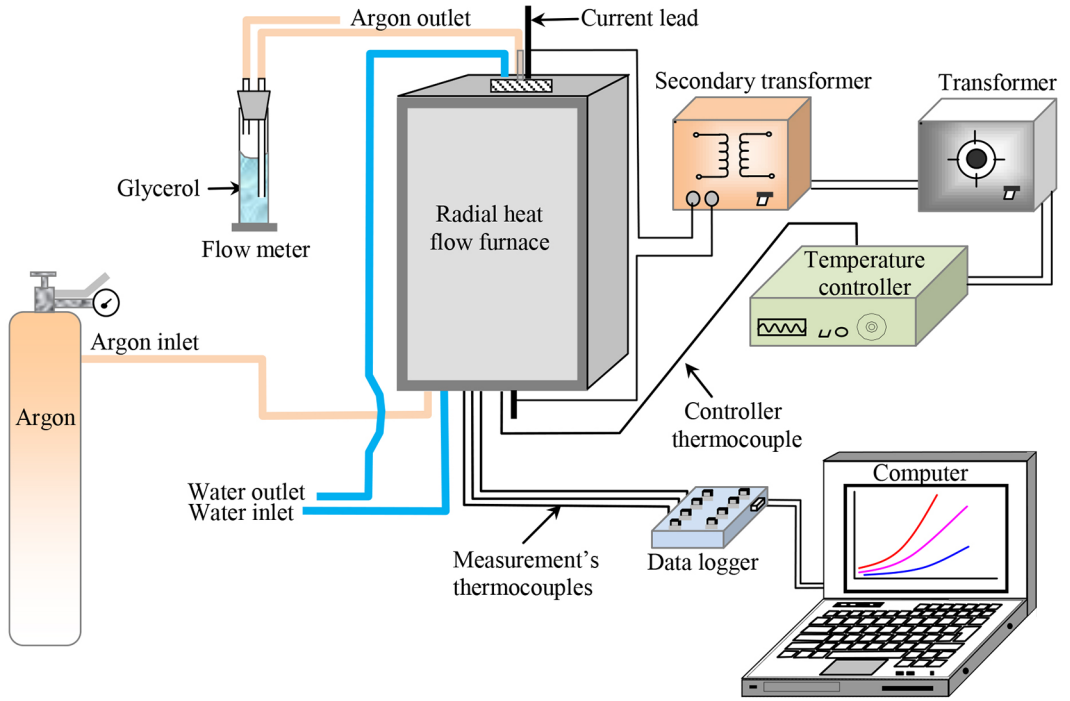 Argon outlet
Current lead
Secondary transformer
Transformer
Glycerol
Flow meter
Radial heat
flow furnace
Temperature
controller
Argon inlet
Argon
Controller
thermocouple
Water outlet
Water inlet
Measurement's
thermocouples
Data logger
Computer